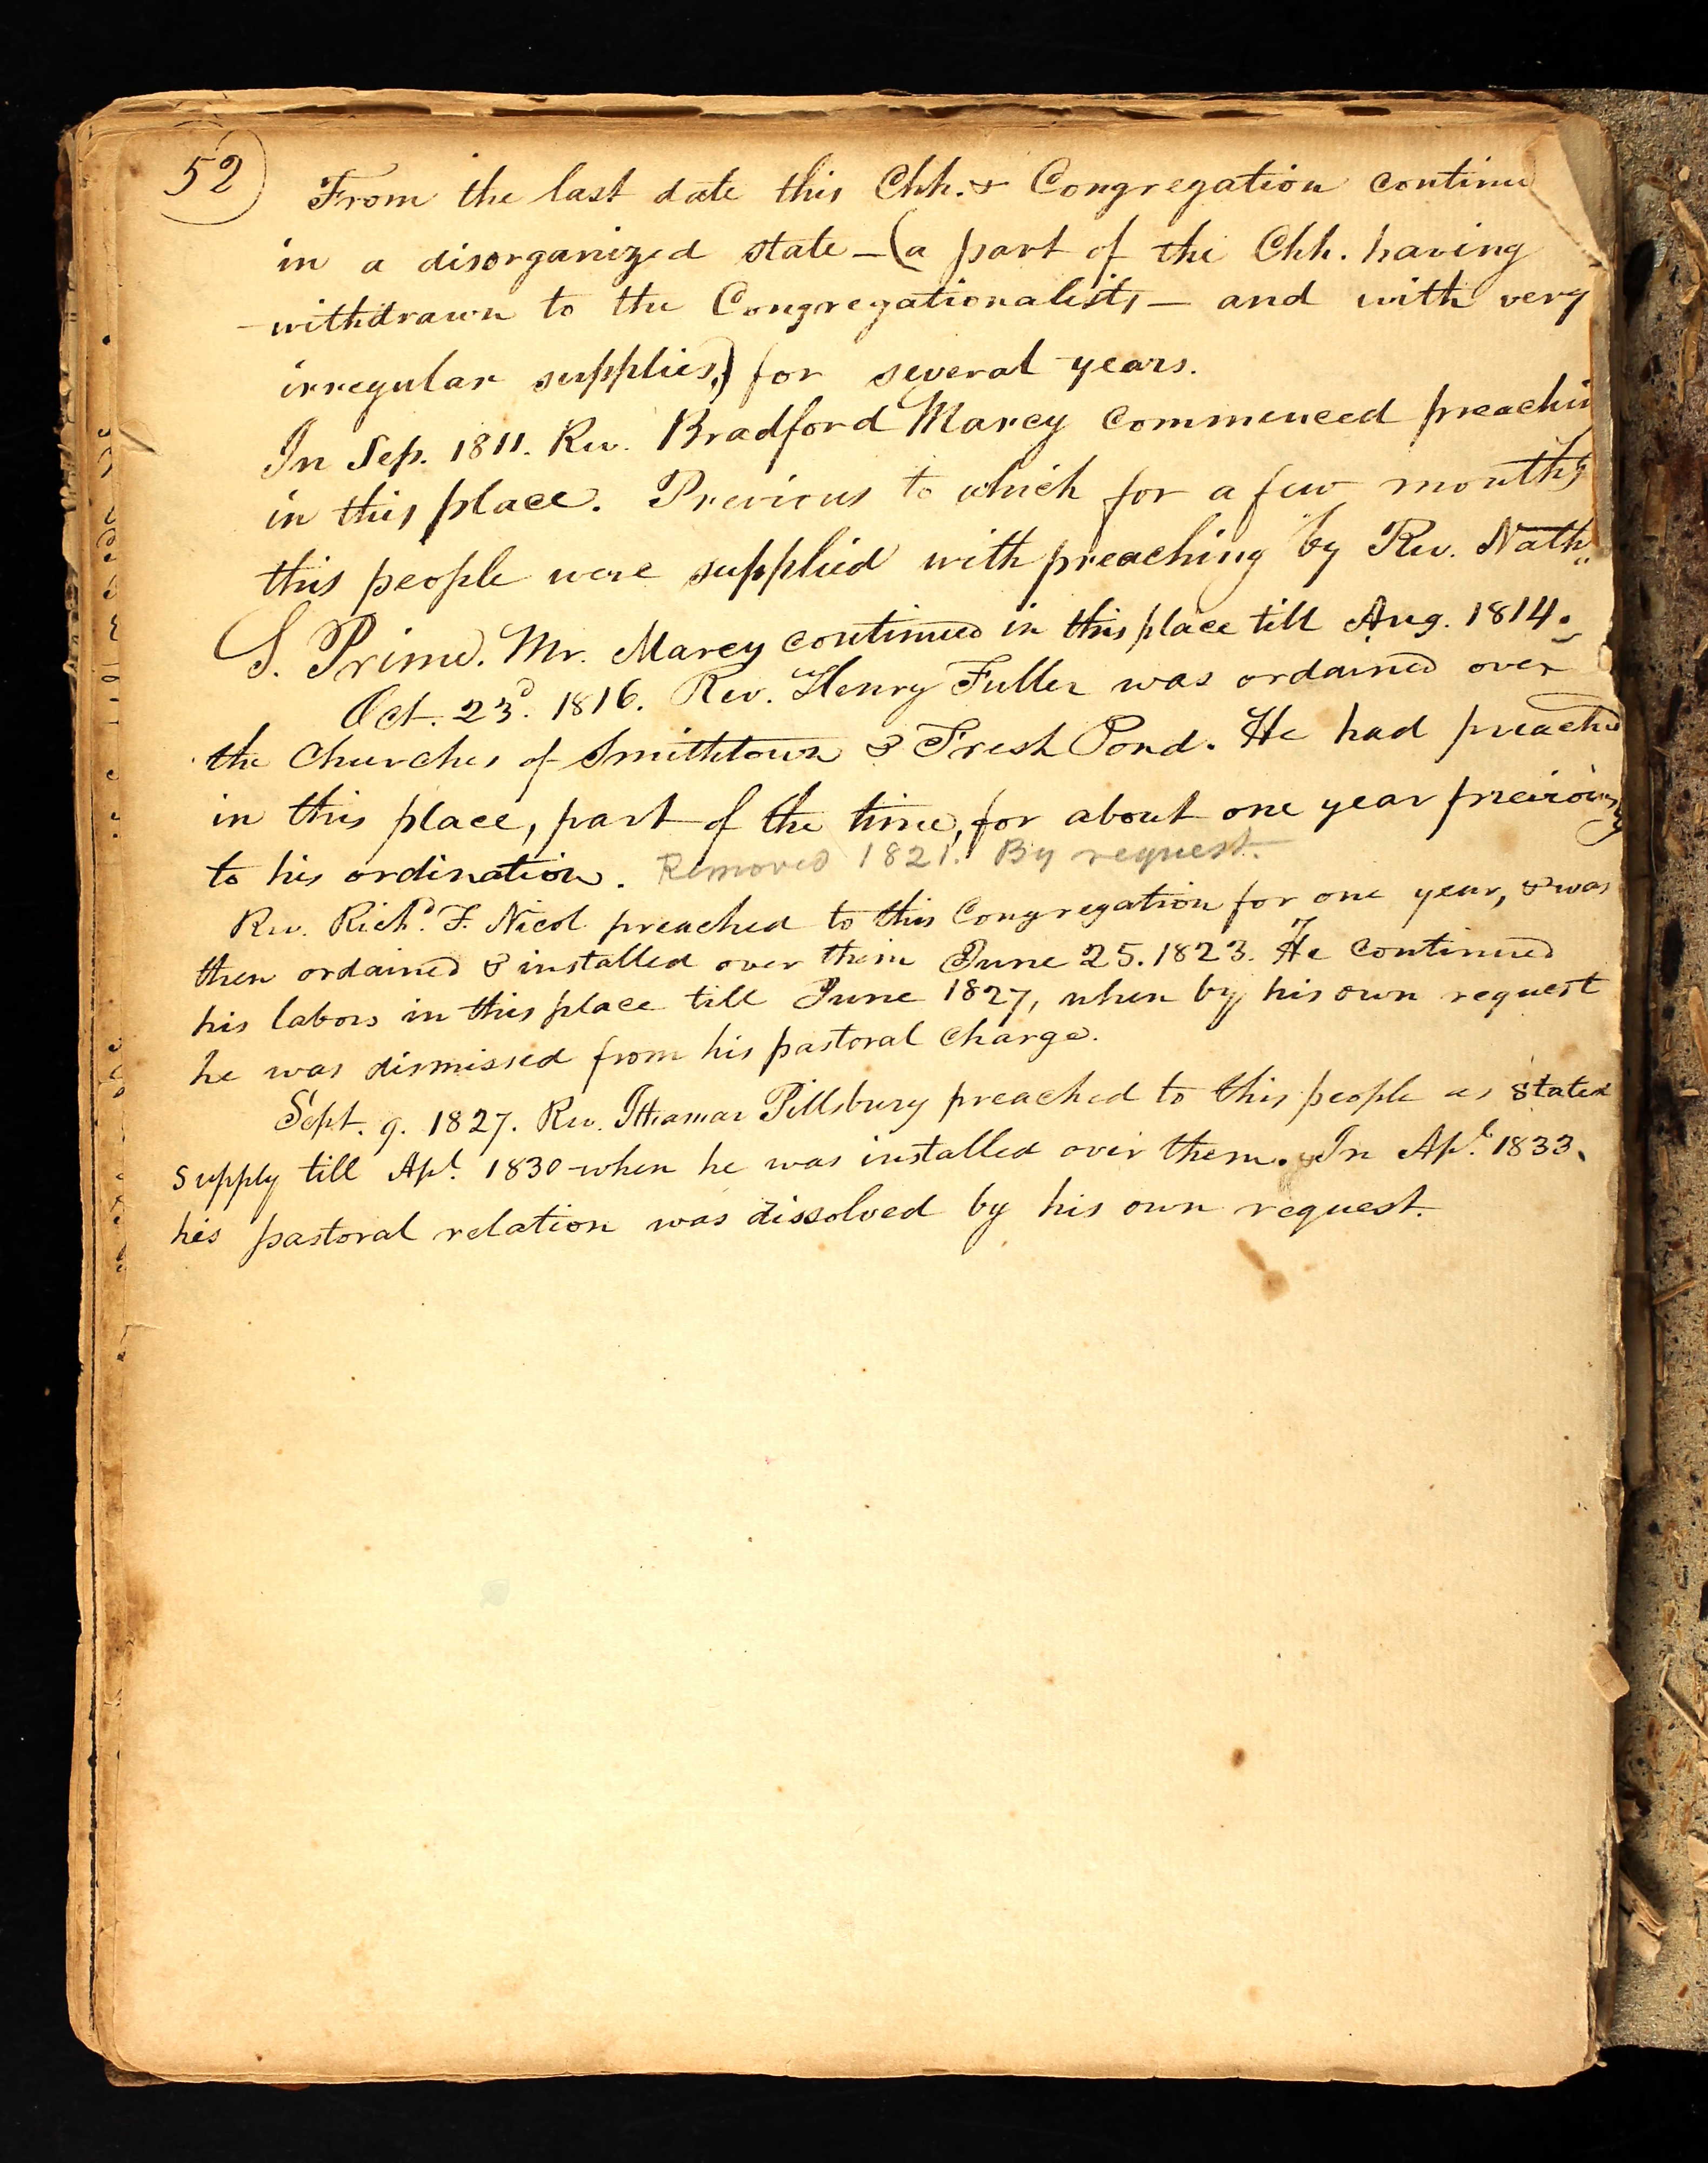 52
From the last date this Chh. & Congregation continu
in a disorganized state — (a part of the Chh. having
withdrawn to the Congregationalists — and with very
irregular supplies,) for several years.
In Sep. 1811. Rev. Bradford Marcy commenced preachin
in this place. Previous to which for a few months
this people were supplied with preaching by Rev. Nath"
S. Prime. Mr. Marcy continued in this place till Aug. 1814.
Oct. 23d. 1816. Rev. Henry Fuller was ordained over
the Churches of Smithtown & Fresh Pond. He had preached
in this place, part of the time, for about one year previously
to his ordination. Removed 1821. By request.
Rev. Richd. F. Nicol preached to this Congregation for one year, & was
then ordained & installed over them June 25. 1823. He continued
his labors in this place till June 1827, when by his own request
he was dismissed from his pastoral charge.
Sept. 9. 1827. Rev. Ithamar Pillsbury preached to this people as stated
supply till Apl. 1830 when he was installed over them. In Apl. 1833.
his pastoral relation was dissolved by his own request.